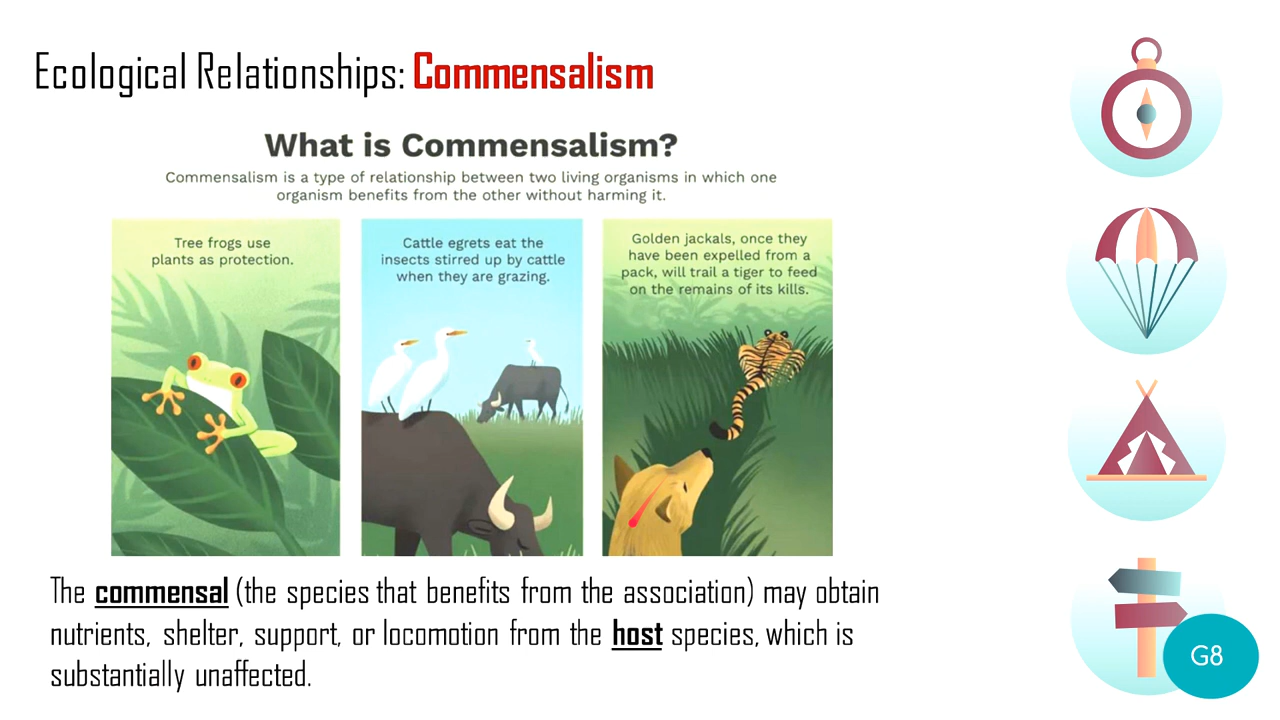 Ecological Relationships: Commensalism
What is Commensalism?
Commensalism is a type of relationship between two living organisms in which one
organism benefits from the other without harming it.
Tree frogs use
plants as protection.
Cattle egrets eat the
insects stirred up by cattle
when they are grazing.
Golden jackals, once they
have been expelled from a
pack, will trail a tiger to feed
on the remains of its kills.
The commensal (the species that benefits from the association) may obtain
nutrients, shelter, support, or locomotion from the host species, which is
substantially unaffected.
G8